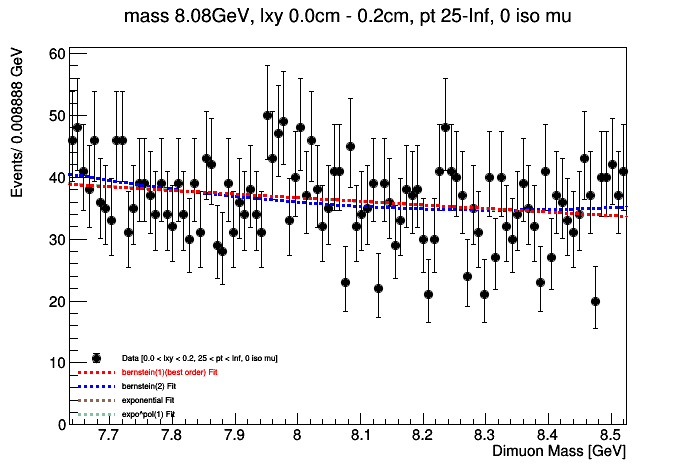 mass 8.08GeV, lxy 0.0cm - 0.2cm, pt 25-Inf, 0 iso mu
Events/ 0.008888 GeV
60
50
40
30
20
10
0
Data [0.0 < lxy < 0.2, 25 < pt < Inf, 0 iso mu]
bernstein(1)(best order) Fit
bernstein(2) Fit
exponential Fit
expo*pol(1) Fit
7.7 7.8 7.9 8 8.1 8.2 8.3 8.4 8.5
Dimuon Mass [GeV]